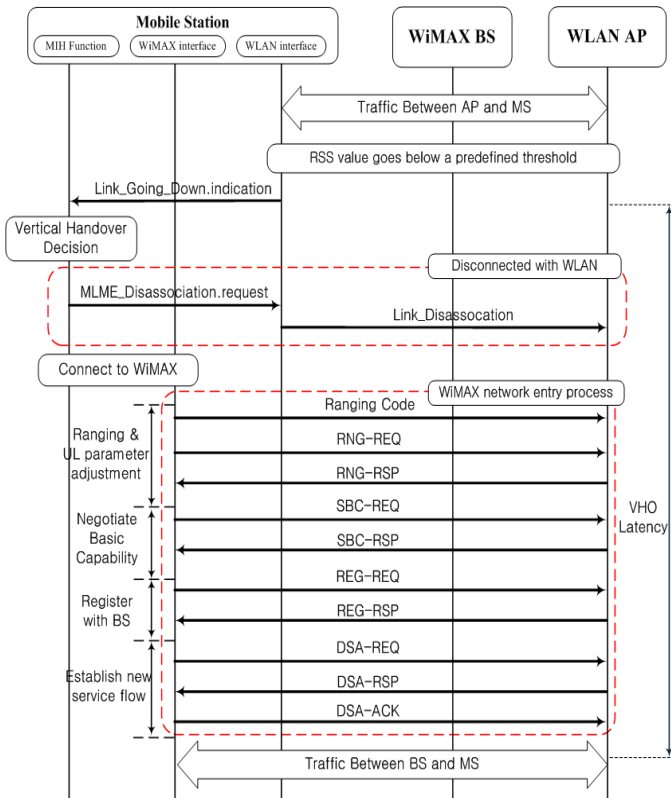 Mobile Station
MIH Function
WiMAX interface
WLAN interface
WiMAX BS
WLAN AP
Traffic Between AP and MS
RSS value goes below a predefined threshold
Link_Going_Down.indication
Vertical Handover
Decision
Disconnected with WLAN
MLME_Disassociation.request
Link_Disassocation
Connect to WiMAX
WiMAX network entry process
Ranging Code
Ranging &
UL parameter
adjustment
RNG-REQ
RNG-RSP
SBC-REQ
Negotiate
Basic
Capability
SBC-RSP
VHO
Latency
REG-REQ
Register
with BS
REG-RSP
DSA-REQ
Establish new
service flow
DSA-RSP
DSA-ACK
Traffic Between BS and MS